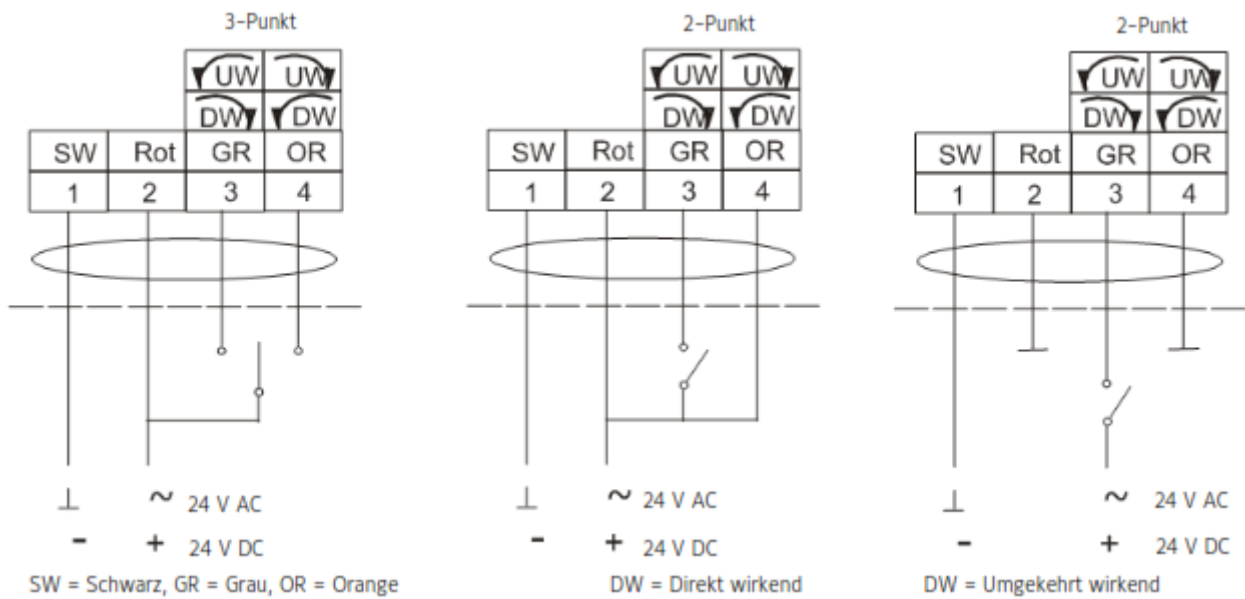 3-Punkt
UW UW
DW DW
SW Rot GR OR
1 2 3 4
⊥ ~ 24 V AC
- + 24 V DC
SW = Schwarz, GR = Grau, OR = Orange
2-Punkt
UW UW
DW DW
SW Rot GR OR
1 2 3 4
⊥ ~ 24 V AC
- + 24 V DC
DW = Direkt wirkend
2-Punkt
UW UW
DW DW
SW Rot GR OR
1 2 3 4
⊥ ~ 24 V AC
- + 24 V DC
DW = Umgekehrt wirkend